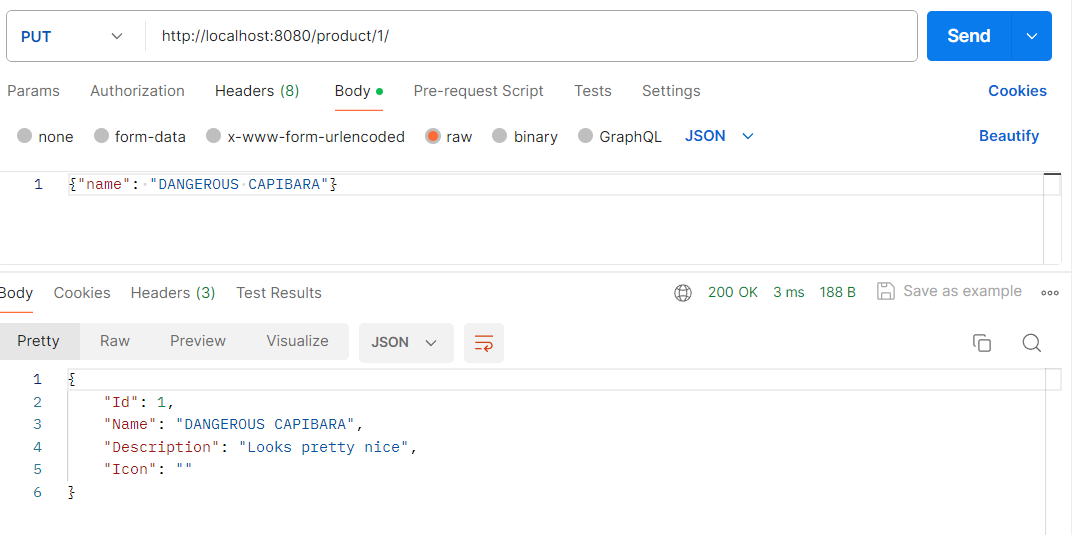 PUT http://localhost:8080/product/1/ Send
Params Authorization Headers (8) Body Pre-request Script Tests Settings Cookies
none form-data x-www-form-urlencoded raw binary GraphQL JSON Beautify
1 {"name": "DANGEROUS CAPIBARA"}
Body Cookies Headers (3) Test Results 200 OK 3 ms 188 B Save as example
Pretty Raw Preview Visualize JSON
1 {
2 "Id": 1,
3 "Name": "DANGEROUS CAPIBARA",
4 "Description": "Looks pretty nice",
5 "Icon": ""
6 }